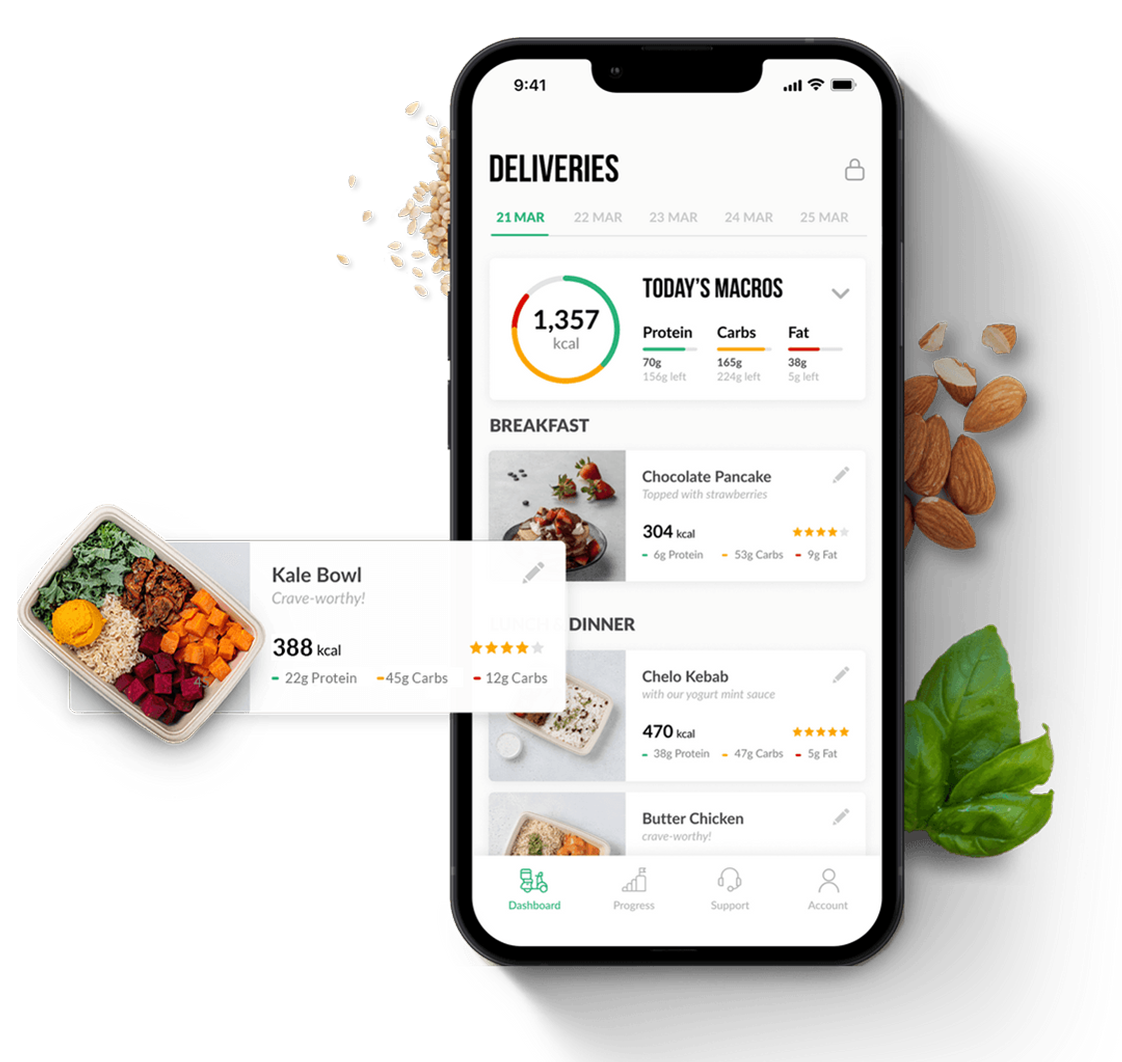 9:41
DELIVERIES
21 MAR 22 MAR 23 MAR 24 MAR 25 MAR
1,357
kcal
TODAY'S MACROS
Protein Carbs Fat
70g 165g 38g
156g left 224g left 5g left
BREAKFAST
Chocolate Pancake
Topped with strawberries
304 kcal
6g Protein 53g Carbs 9g Fat
Kale Bowl
Crave-worthy!
388 kcal
22g Protein 45g Carbs 12g Carbs
LUNCH & DINNER
Chelo Kebab
with our yogurt mint sauce
470 kcal
38g Protein 47g Carbs 5g Fat
Butter Chicken
crave-worthy!
Dashboard Progress Support Account